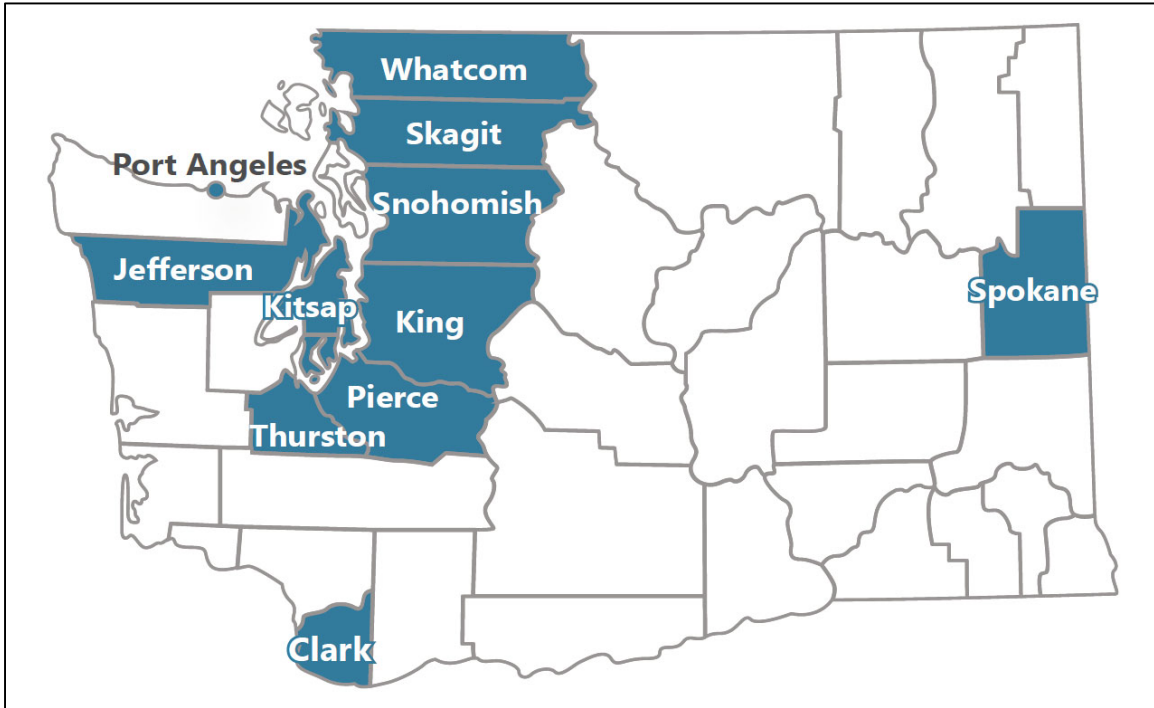 Whatcom
Skagit
Port Angeles
Snohomish
Jefferson
Spokane
Kitsap
King
Pierce
Thurston
Clark